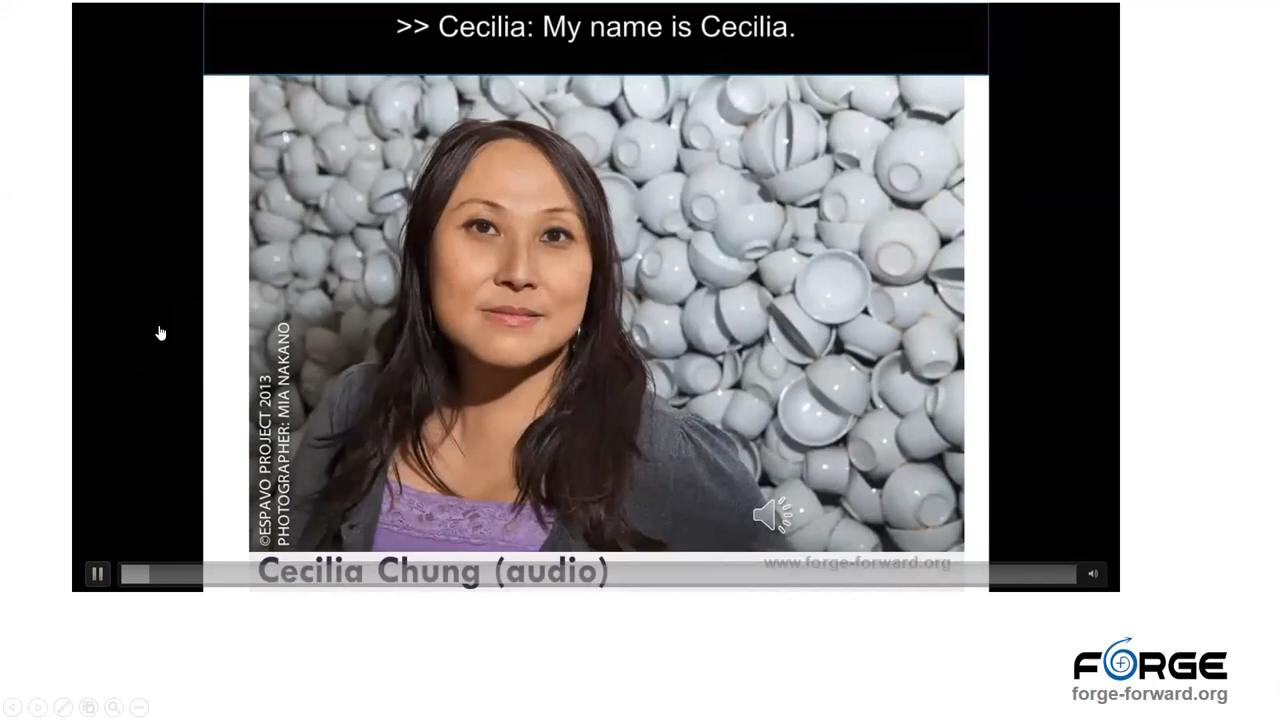 >> Cecilia: My name is Cecilia.
©ESPAVO PROJECT 2013
PHOTOGRAPHER: MIA NAKANO
Cecilia Chung (audio)
www.forge-forward.org
FORGE
forge-forward.org